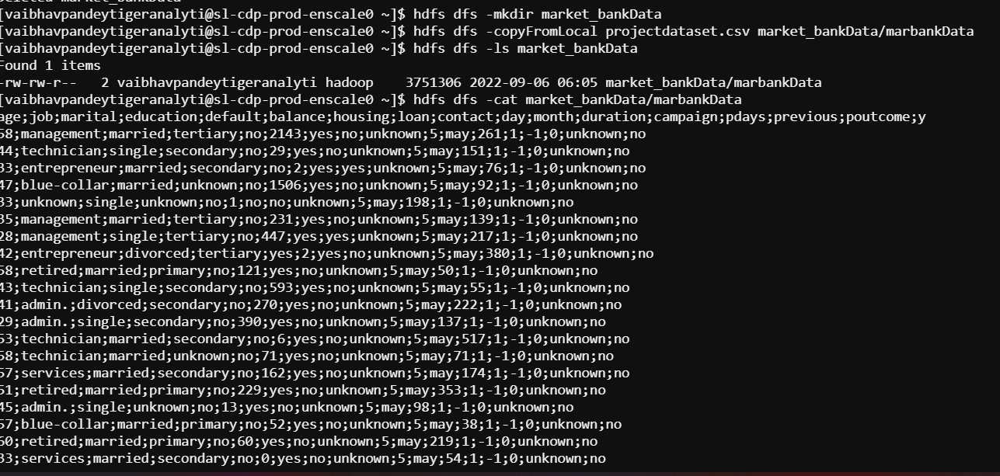 [vaibhavpandeytigeranalyti@sl-cdp-prod-enscale0 ~]$ hdfs dfs -mkdir market_bankData
[vaibhavpandeytigeranalyti@sl-cdp-prod-enscale0 ~]$ hdfs dfs -copyFromLocal projectdataset.csv market_bankData/marbankData
[vaibhavpandeytigeranalyti@sl-cdp-prod-enscale0 ~]$ hdfs dfs -ls market_bankData
Found 1 items
-rw-rw-r--   2 vaibhavpandeytigeranalyti hadoop    3751306 2022-09-06 06:05 market_bankData/marbankData
[vaibhavpandeytigeranalyti@sl-cdp-prod-enscale0 ~]$ hdfs dfs -cat market_bankData/marbankData
age;job;marital;education;default;balance;housing;loan;contact;day;month;duration;campaign;pdays;previous;poutcome;y
58;management;married;tertiary;no;2143;yes;no;unknown;5;may;261;1;-1;0;unknown;no
44;technician;single;secondary;no;29;yes;no;unknown;5;may;151;1;-1;0;unknown;no
33;entrepreneur;married;secondary;no;2;yes;yes;unknown;5;may;76;1;-1;0;unknown;no
47;blue-collar;married;unknown;no;1506;yes;no;unknown;5;may;92;1;-1;0;unknown;no
33;unknown;single;unknown;no;1;no;no;unknown;5;may;198;1;-1;0;unknown;no
35;management;married;tertiary;no;231;yes;no;unknown;5;may;139;1;-1;0;unknown;no
28;management;single;tertiary;no;447;yes;yes;unknown;5;may;217;1;-1;0;unknown;no
42;entrepreneur;divorced;tertiary;yes;2;yes;no;unknown;5;may;380;1;-1;0;unknown;no
58;retired;married;primary;no;121;yes;no;unknown;5;may;50;1;-1;0;unknown;no
43;technician;single;secondary;no;593;yes;no;unknown;5;may;55;1;-1;0;unknown;no
41;admin.;divorced;secondary;no;270;yes;no;unknown;5;may;222;1;-1;0;unknown;no
29;admin.;single;secondary;no;390;yes;no;unknown;5;may;137;1;-1;0;unknown;no
53;technician;married;secondary;no;6;yes;no;unknown;5;may;517;1;-1;0;unknown;no
58;technician;married;unknown;no;71;yes;no;unknown;5;may;71;1;-1;0;unknown;no
57;services;married;secondary;no;162;yes;no;unknown;5;may;174;1;-1;0;unknown;no
51;retired;married;primary;no;229;yes;no;unknown;5;may;353;1;-1;0;unknown;no
45;admin.;single;unknown;no;13;yes;no;unknown;5;may;98;1;-1;0;unknown;no
57;blue-collar;married;primary;no;52;yes;no;unknown;5;may;38;1;-1;0;unknown;no
60;retired;married;primary;no;60;yes;no;unknown;5;may;219;1;-1;0;unknown;no
33;services;married;secondary;no;0;yes;no;unknown;5;may;54;1;-1;0;unknown;no